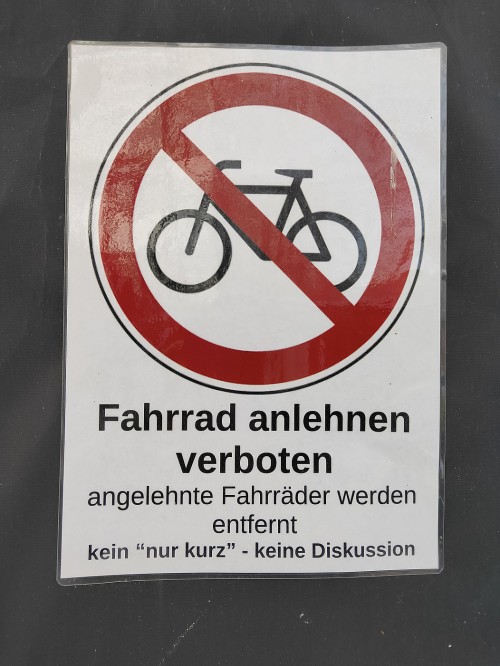 Fahrrad anlehnen
verboten
angelehnte Fahrräder werden
entfernt
kein “nur kurz” - keine Diskussion